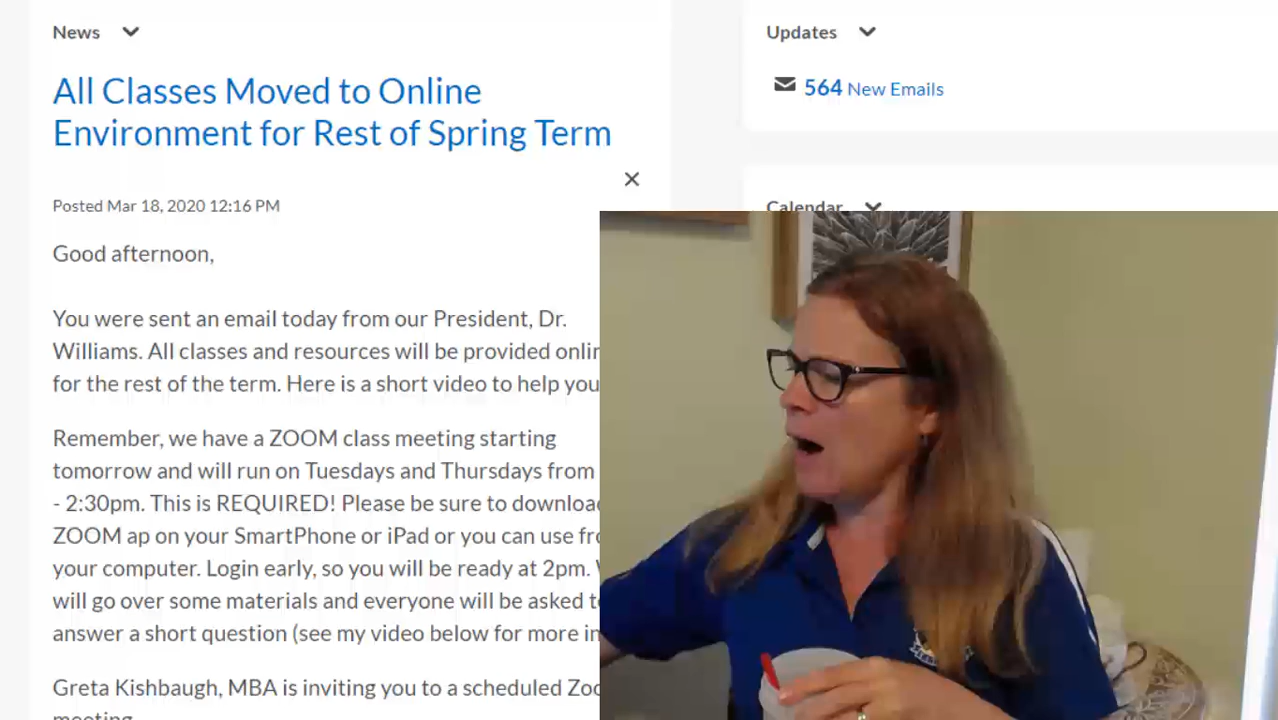 News
All Classes Moved to Online
Environment for Rest of Spring Term
Posted Mar 18, 2020 12:16 PM
Good afternoon,
You were sent an email today from our President, Dr.
Williams. All classes and resources will be provided onlin
for the rest of the term. Here is a short video to help you
Remember, we have a ZOOM class meeting starting
tomorrow and will run on Tuesdays and Thursdays from
- 2:30pm. This is REQUIRED! Please be sure to downloa
ZOOM ap on your SmartPhone or iPad or you can use fr
your computer. Login early, so you will be ready at 2pm.
will go over some materials and everyone will be asked t
answer a short question (see my video below for more in
Greta Kishbaugh, MBA is inviting you to a scheduled Zoo
meeting
Updates
564 New Emails
Calendar